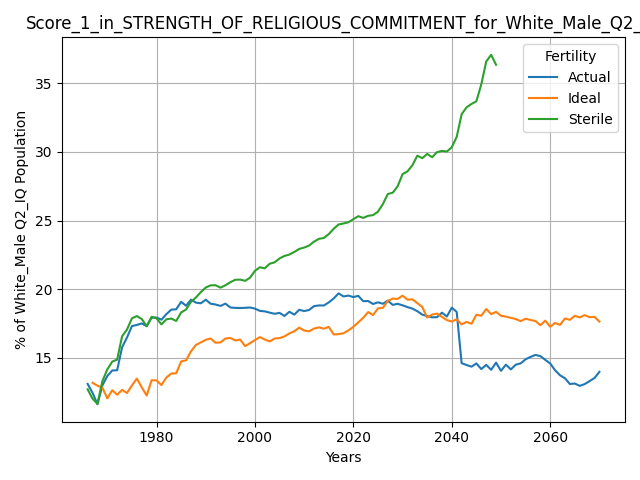 Score_1_in_STRENGTH_OF_RELIGIOUS_COMMITMENT_for_White_Male_Q2_
Fertility
Actual
Ideal
Sterile
% of White_Male Q2_IQ Population
35
30
25
20
15
1980
2000
2020
2040
2060
Years